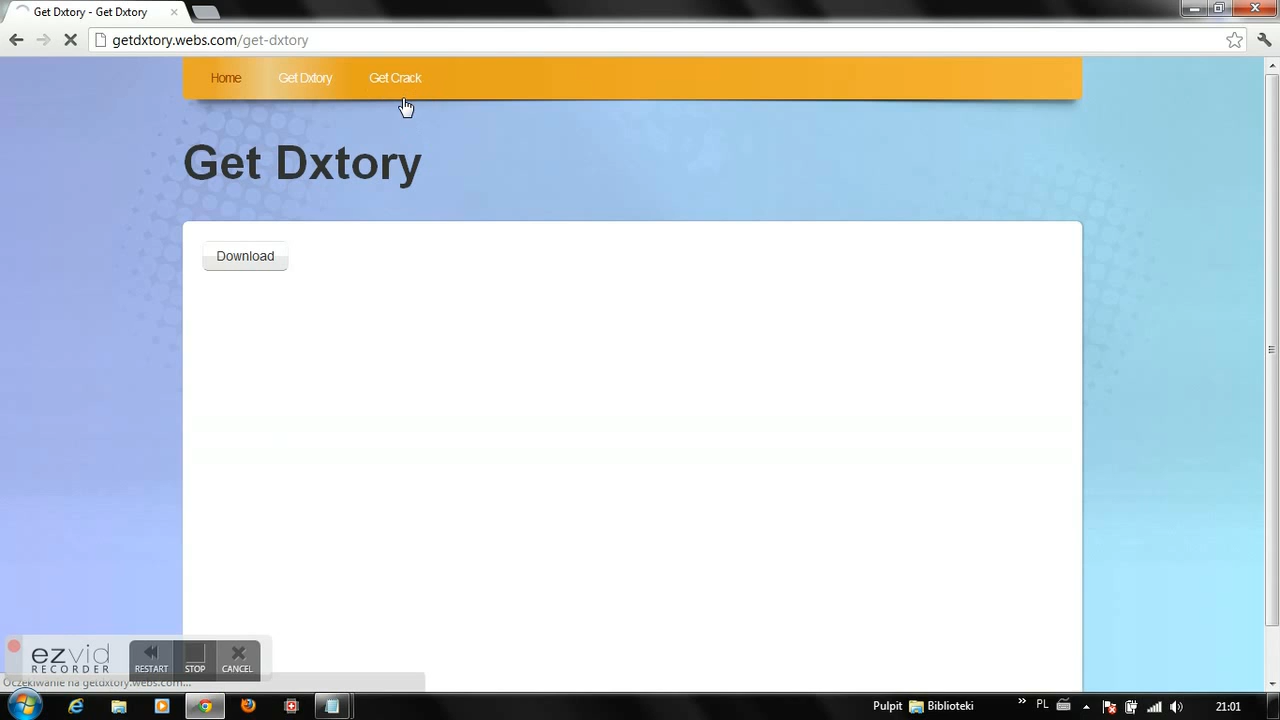 Get Dxtory - Get Dxtory
getdxtory.webs.com/get-dxtory
Home Get Dxtory Get Crack
Get Dxtory
Download
ezvid
RECORDER
RESTART STOP CANCEL
Oczekiwanie na getdxtory.webs.com...
Pulpit Biblioteki » PL 21:01